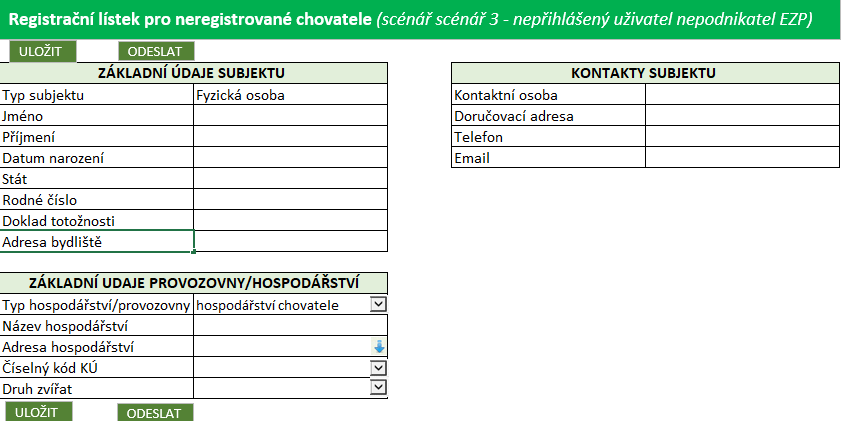 Registrační lístek pro neregistrované chovatele (scénář scénář 3 - nepřihlášený uživatel nepodnikatel EZP)
ULOŽIT ODESLAT
ZÁKLADNÍ ÚDAJE SUBJEKTU
Typ subjektu Fyzická osoba
Jméno
Příjmení
Datum narození
Stát
Rodné číslo
Doklad totožnosti
Adresa bydliště
KONTAKTY SUBJEKTU
Kontaktní osoba
Doručovací adresa
Telefon
Email
ZÁKLADNÍ UDAJE PROVOZOVNY/HOSPODÁŘSTVÍ
Typ hospodářství/provozovny hospodářství chovatele
Název hospodářství
Adresa hospodářství
Číselný kód KÚ
Druh zvířat
ULOŽIT ODESLAT